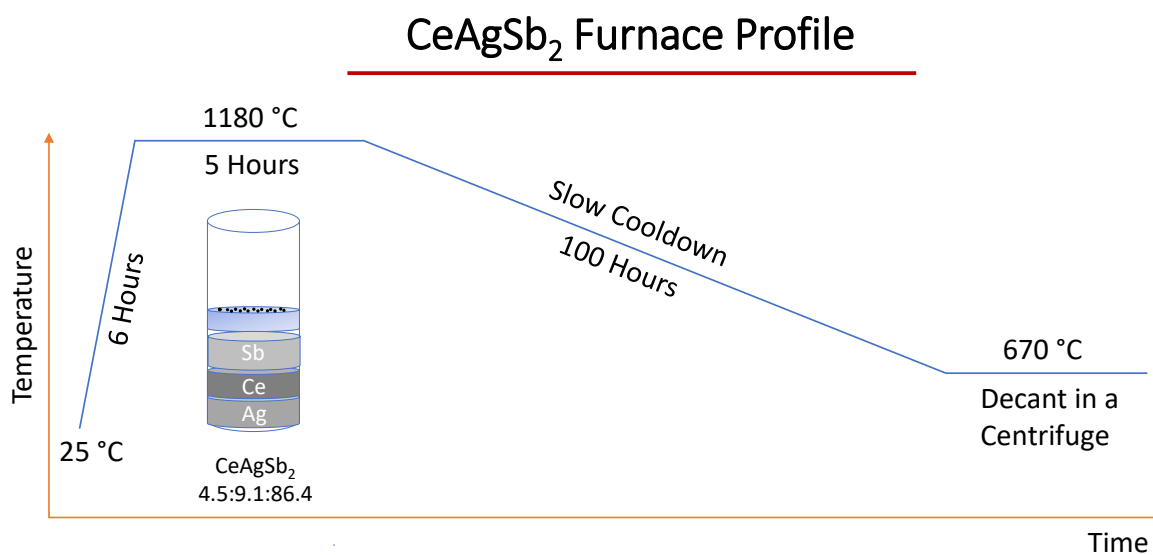 CeAgSb₂ Furnace Profile
1180 °C
5 Hours
Slow Cooldown
100 Hours
6 Hours
Temperature
Sb
Ce
Ag
670 °C
Decant in a
Centrifuge
25 °C
CeAgSb₂
4.5:9.1:86.4
Time